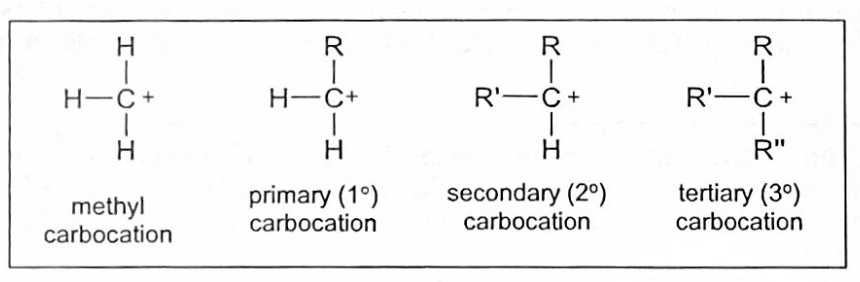 H
H—C+
H
methyl
carbocation
R
H—C+
H
primary (1°)
carbocation
R
R'—C+
H
secondary (2°)
carbocation
R
R'—C+
R"
tertiary (3°)
carbocation